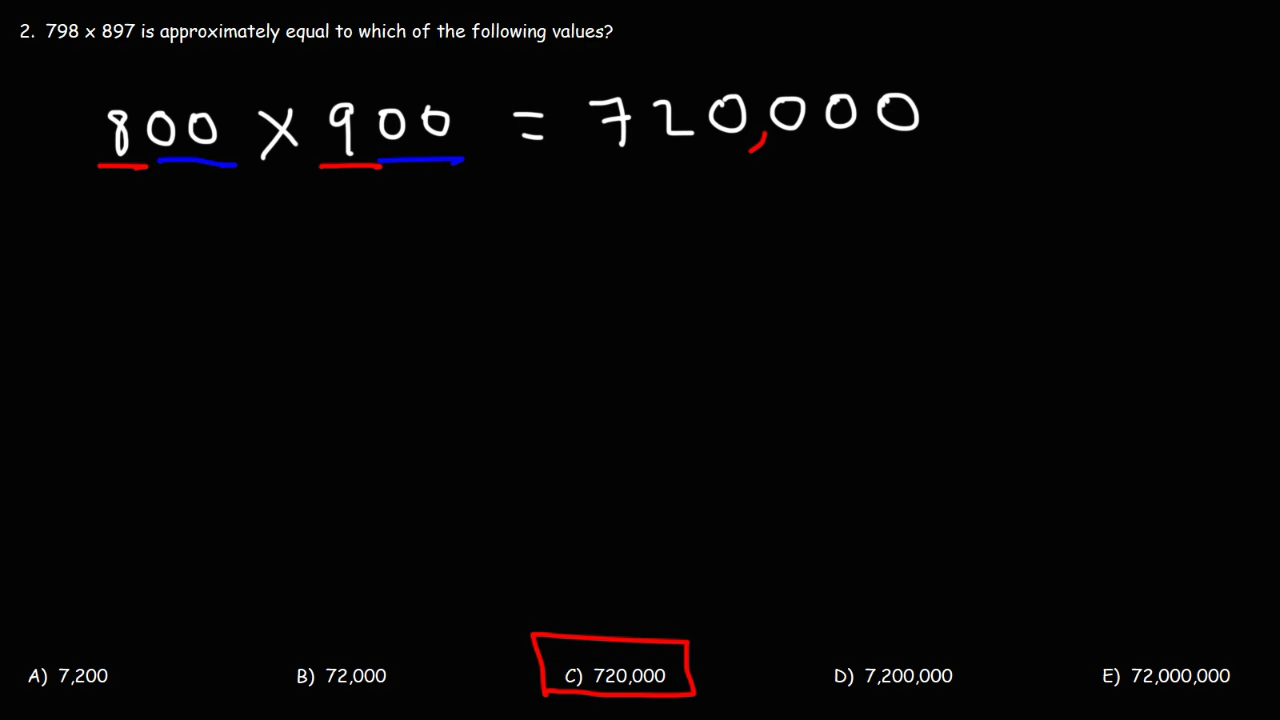 2. 798 x 897 is approximately equal to which of the following values?
800 x 900 = 720,000
A) 7,200 B) 72,000 C) 720,000 D) 7,200,000 E) 72,000,000